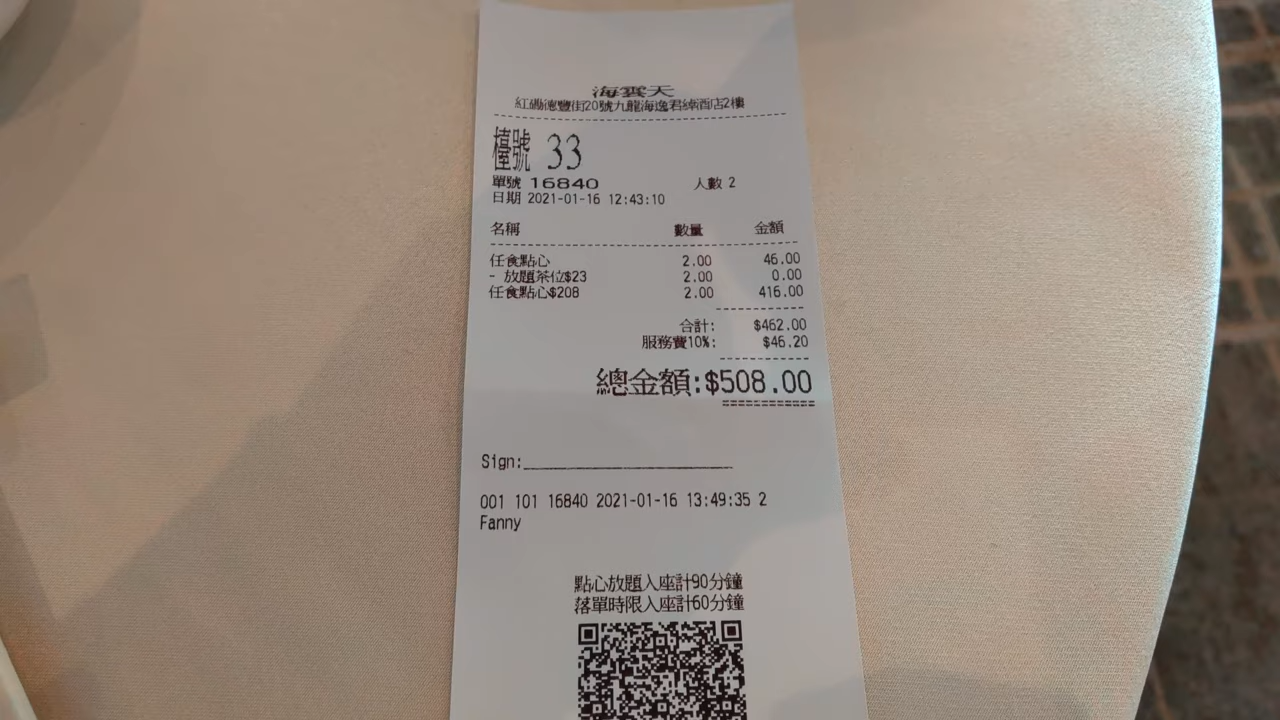 海雲天
紅磡德豐街20號九龍海逸君綽酒店2樓
檯號 33
單號 16840 人數 2
日期 2021-01-16 12:43:10
名稱 數量 金額
任食點心 2.00 46.00
- 放題茶位$23 2.00 0.00
任食點心$208 2.00 416.00
合計: $462.00
服務費10%: $46.20
總金額:$508.00
Sign:
001 101 16840 2021-01-16 13:49:35 2
Fanny
點心放題入座計90分鐘
落單時限入座計60分鐘